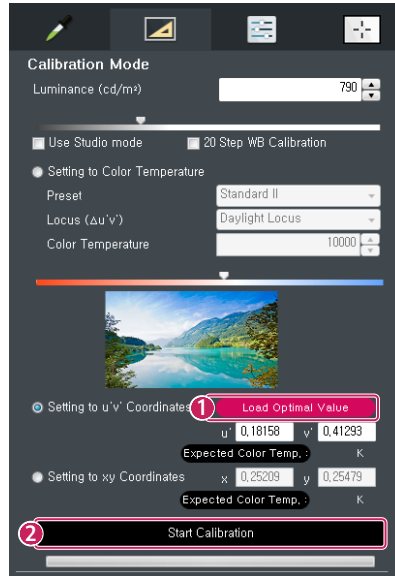 Calibration Mode
Luminance (cd/m²) 790
Use Studio mode 20 Step WB Calibration
Setting to Color Temperature
Preset Standard II
Locus (Δu'v') Daylight Locus
Color Temperature 10000
Setting to u'v' Coordinates 1 Load Optimal Value
u' 0,18158 v' 0,41293
Expected Color Temp, : K
Setting to xy Coordinates x 0,25209 y 0,25479
Expected Color Temp, : K
2 Start Calibration